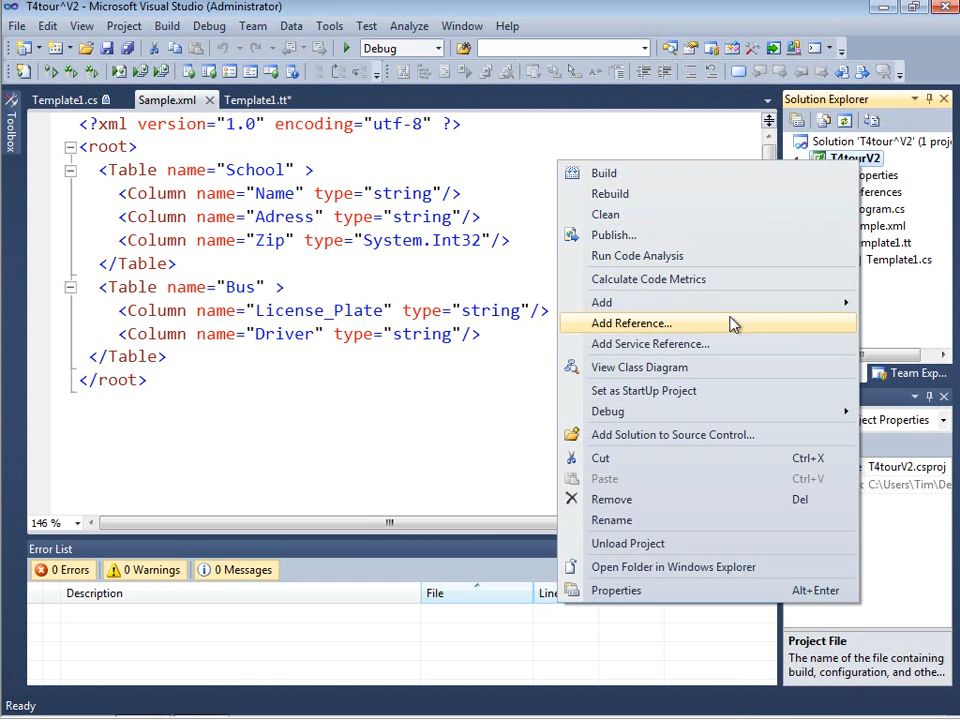 T4tour^V2 - Microsoft Visual Studio (Administrator)
File Edit View Project Build Debug Team Data Tools Test Analyze Window Help
Debug
Toolbox
Template1.cs Sample.xml Template1.tt*
<?xml version="1.0" encoding="utf-8" ?>
<root>
<Table name="School" >
<Column name="Name" type="string"/>
<Column name="Adress" type="string"/>
<Column name="Zip" type="System.Int32"/>
</Table>
<Table name="Bus" >
<Column name="License_Plate" type="string"/>
<Column name="Driver" type="string"/>
</Table>
</root>
146 %
Build
Rebuild
Clean
Publish...
Run Code Analysis
Calculate Code Metrics
Add
Add Reference...
Add Service Reference...
View Class Diagram
Set as StartUp Project
Debug
Add Solution to Source Control...
Cut Ctrl+X
Paste Ctrl+V
Remove Del
Rename
Unload Project
Open Folder in Windows Explorer
Properties Alt+Enter
Solution Explorer
Solution 'T4tour^V2' (1 proj
T4tourV2
operties
eferences
ogram.cs
mple.xml
emplate1.tt
Template1.cs
Team Exp...
ject Properties
T4tourV2.csproj
C:\Users\Tim\De
Project File
The name of the file containing
build, configuration, and othe...
Error List
0 Errors 0 Warnings 0 Messages
Description File Line
Ready